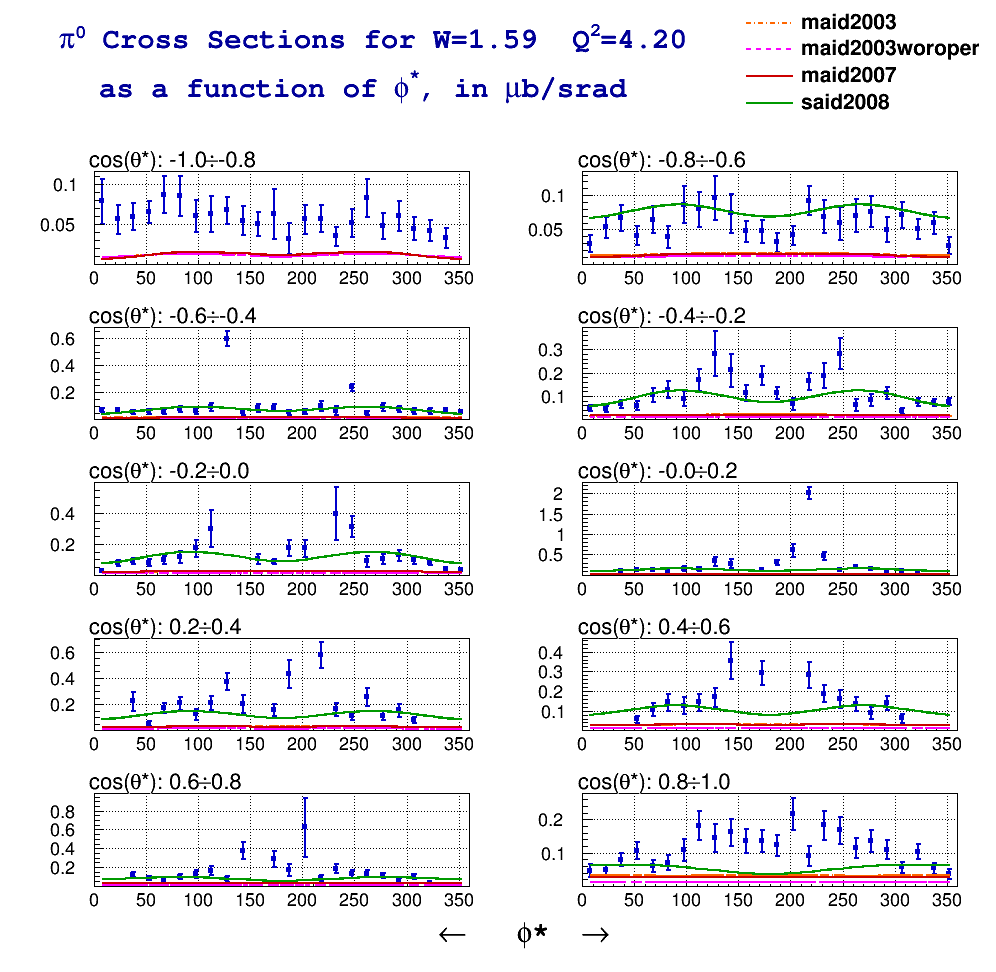 π⁰ Cross Sections for W=1.59 Q²=4.20
as a function of ϕ*, in μb/srad
maid2003
maid2003woroper
maid2007
said2008
cos(θ*): -1.0÷-0.8
0.1
0.05
0 50 100 150 200 250 300 350
cos(θ*): -0.8÷-0.6
0.1
0.05
0 50 100 150 200 250 300 350
cos(θ*): -0.6÷-0.4
0.6
0.4
0.2
0 50 100 150 200 250 300 350
cos(θ*): -0.4÷-0.2
0.3
0.2
0.1
0 50 100 150 200 250 300 350
cos(θ*): -0.2÷0.0
0.4
0.2
0 50 100 150 200 250 300 350
cos(θ*): -0.0÷0.2
2
1.5
1
0.5
0 50 100 150 200 250 300 350
cos(θ*): 0.2÷0.4
0.6
0.4
0.2
0 50 100 150 200 250 300 350
cos(θ*): 0.4÷0.6
0.4
0.3
0.2
0.1
0 50 100 150 200 250 300 350
cos(θ*): 0.6÷0.8
0.8
0.6
0.4
0.2
0 50 100 150 200 250 300 350
cos(θ*): 0.8÷1.0
0.2
0.1
0 50 100 150 200 250 300 350
← ϕ* →